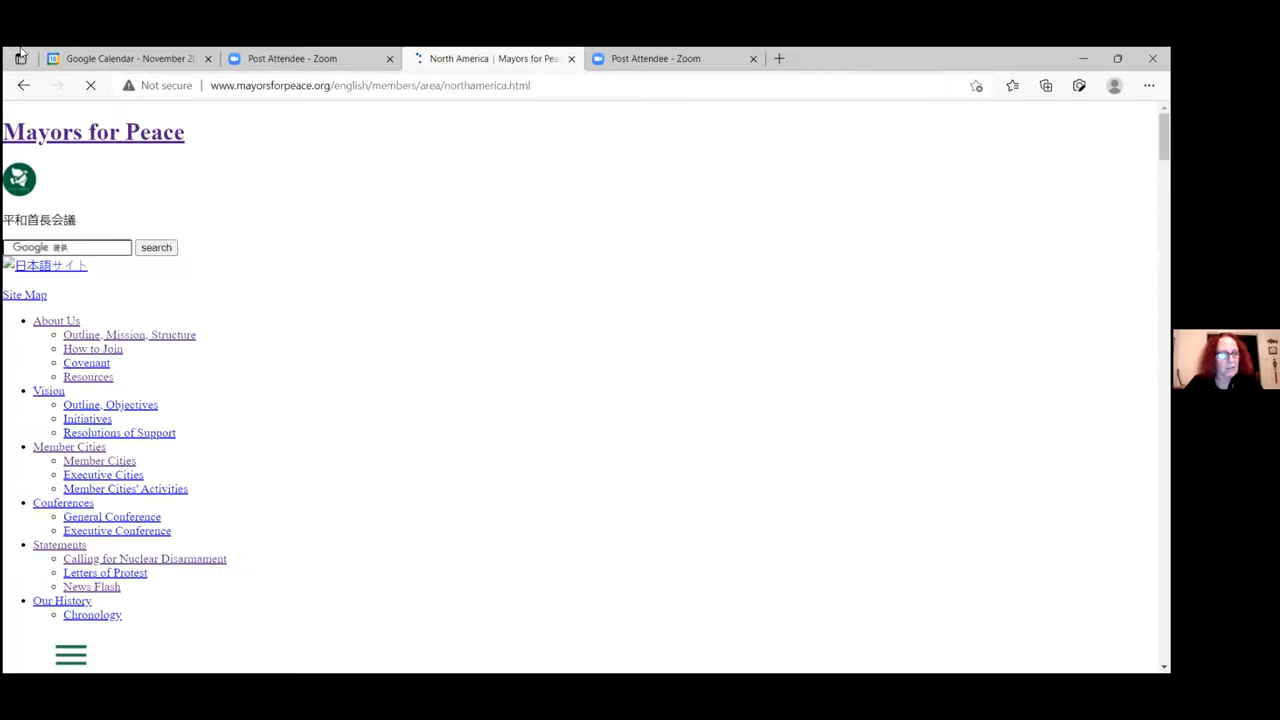 Google Calendar - November 20
Post Attendee - Zoom
North America | Mayors for Pea
Post Attendee - Zoom
Not secure
www.mayorsforpeace.org/english/members/area/northamerica.html
Mayors for Peace
平和首長会議
Google 提供
search
日本語サイト
Site Map
About Us
Outline, Mission, Structure
How to Join
Covenant
Resources
Vision
Outline, Objectives
Initiatives
Resolutions of Support
Member Cities
Member Cities
Executive Cities
Member Cities' Activities
Conferences
General Conference
Executive Conference
Statements
Calling for Nuclear Disarmament
Letters of Protest
News Flash
Our History
Chronology